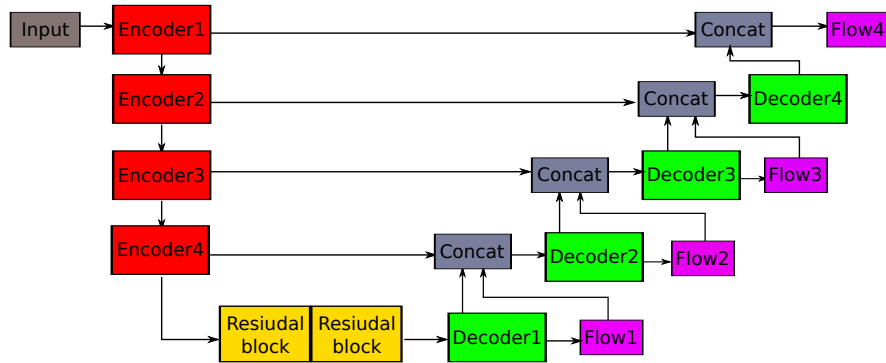 Input
Encoder1
Concat
Flow4
Encoder2
Concat
Decoder4
Encoder3
Concat
Decoder3
Flow3
Encoder4
Concat
Decoder2
Flow2
Resiudal
block
Resiudal
block
Decoder1
Flow1